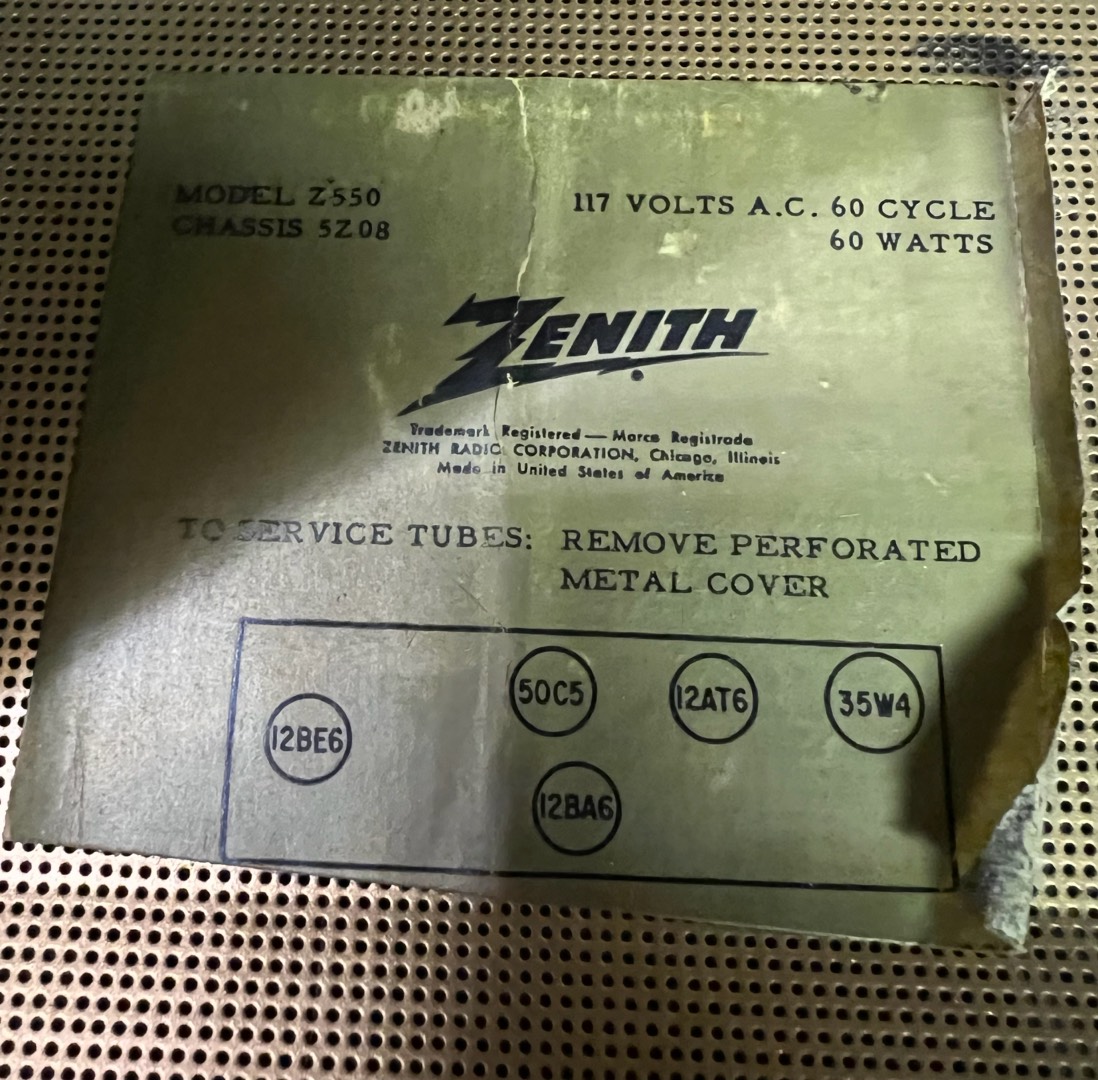 MODEL Z550
CHASSIS 5Z08
117 VOLTS A.C. 60 CYCLE
60 WATTS
ZENITH
Trademark Registered — Marca Registrada
ZENITH RADIO CORPORATION, Chicago, Illinois
Made in United States of America
TO SERVICE TUBES: REMOVE PERFORATED
METAL COVER
50C5 12AT6 35W4
12BE6
12BA6